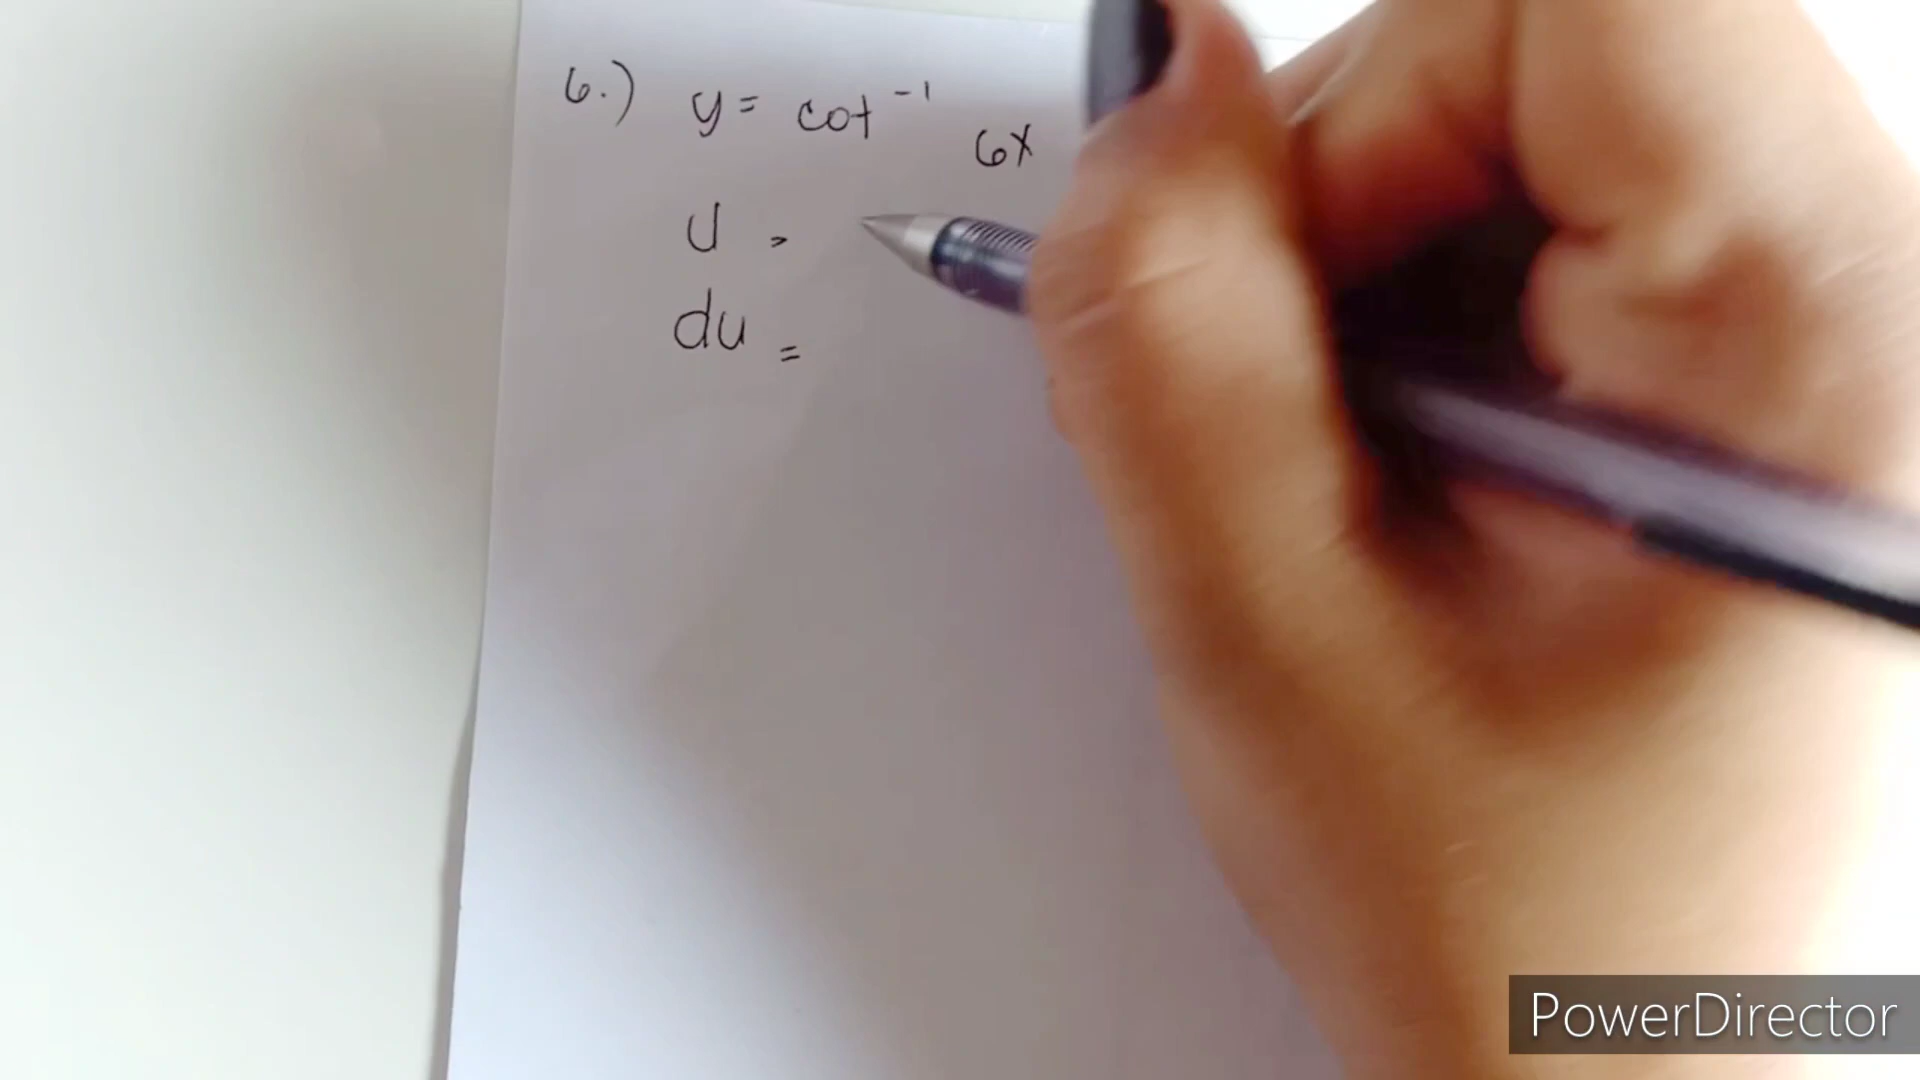 6.) y = cot⁻¹ 6x
u =
du =
PowerDirector